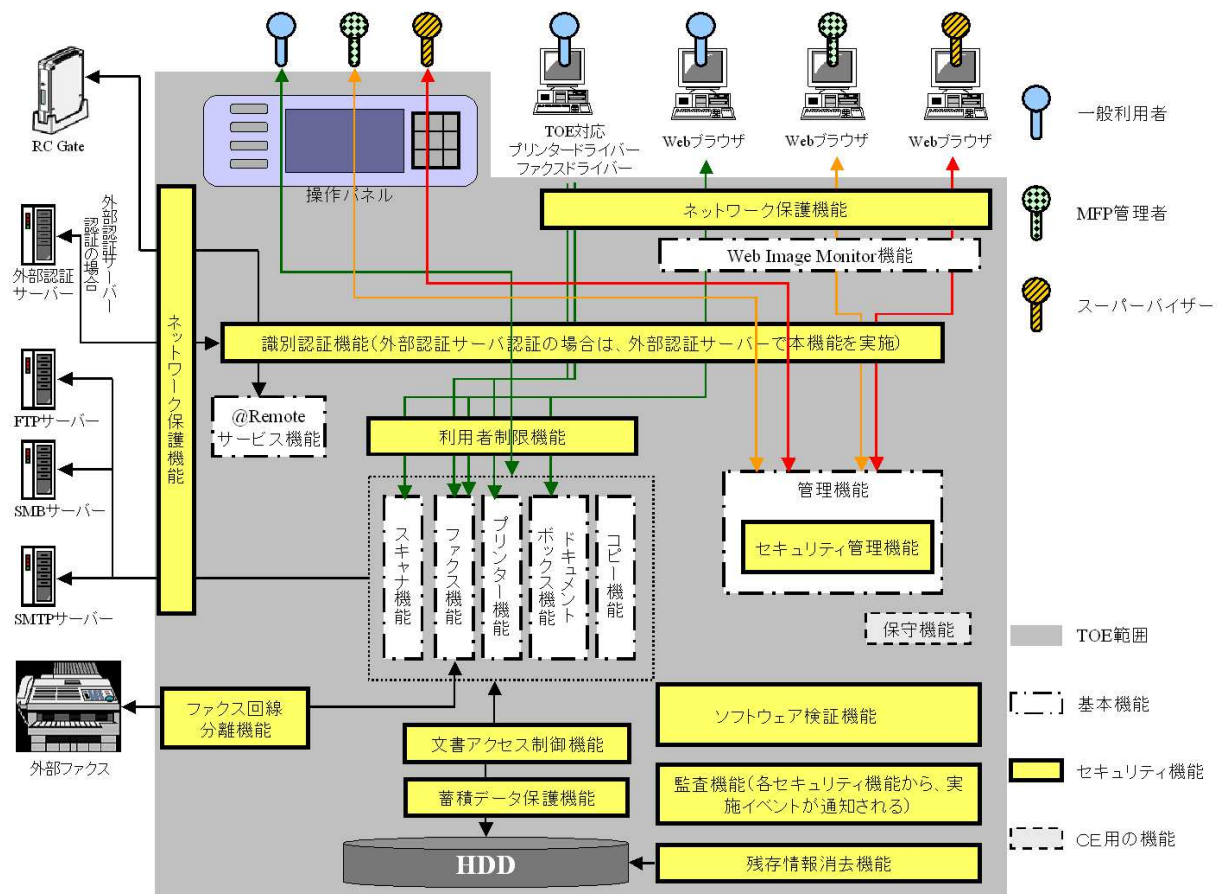 RC Gate
操作パネル
TOE対応
プリンタードライバー
ファクスドライバー
Webブラウザ
Webブラウザ
Webブラウザ
一般利用者
MFP管理者
スーパーバイザー
外部認証サーバー
認証の場合
外部認証
サーバー
ネットワーク保護機能
ネットワーク保護機能
Web Image Monitor機能
識別認証機能(外部認証サーバ認証の場合は、外部認証サーバーで本機能を実施)
FTPサーバー
SMBサーバー
SMTPサーバー
@Remote
サービス機能
利用者制限機能
スキャナ機能
ファクス機能
プリンター機能
ドキュメント
ボックス機能
コピー機能
管理機能
セキュリティ管理機能
保守機能
外部ファクス
ファクス回線
分離機能
文書アクセス制御機能
蓄積データ保護機能
HDD
ソフトウェア検証機能
監査機能(各セキュリティ機能から、実
施イベントが通知される)
残存情報消去機能
TOE範囲
基本機能
セキュリティ機能
CE用の機能